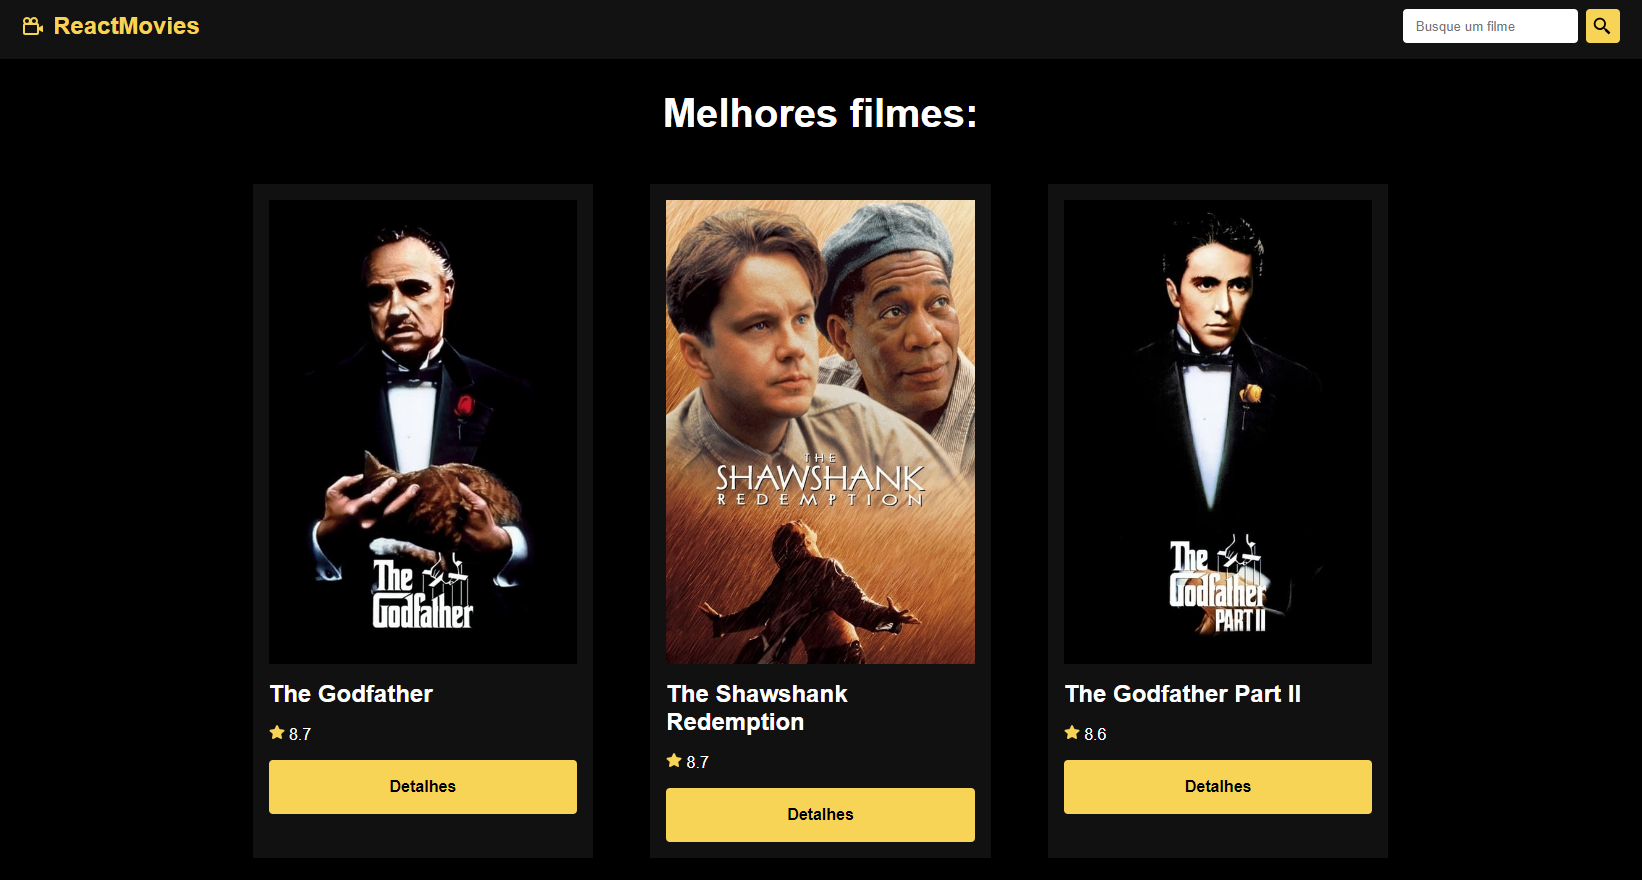 ReactMovies
Busque um filme
Melhores filmes:
The
Godfather
THE
SHAWSHANK
REDEMPTION
The
Godfather
PART II
The Godfather
8.7
Detalhes
The Shawshank
Redemption
8.7
Detalhes
The Godfather Part II
8.6
Detalhes